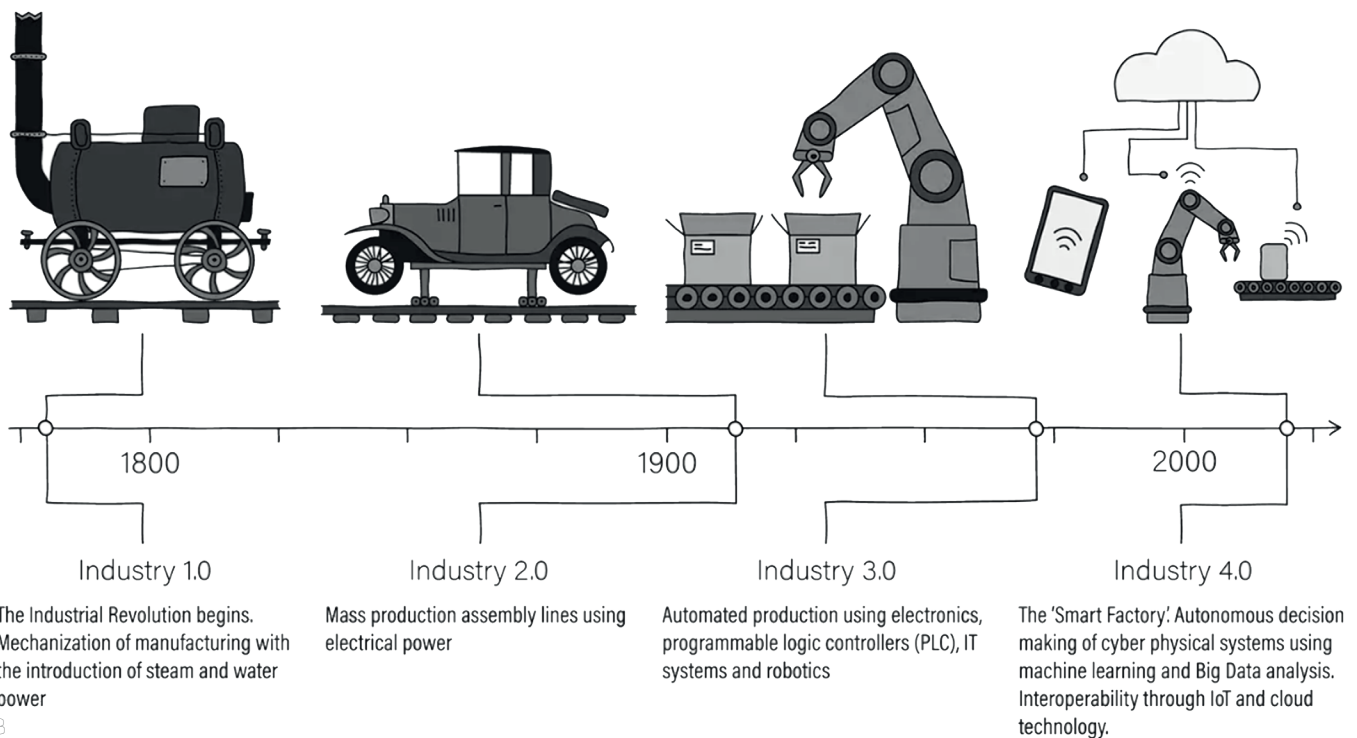 1800
1900
2000
Industry 1.0
The Industrial Revolution begins.
Mechanization of manufacturing with
the introduction of steam and water
power
Industry 2.0
Mass production assembly lines using
electrical power
Industry 3.0
Automated production using electronics,
programmable logic controllers (PLC), IT
systems and robotics
Industry 4.0
The ‘Smart Factory’. Autonomous decision
making of cyber physical systems using
machine learning and Big Data analysis.
Interoperability through IoT and cloud
technology.